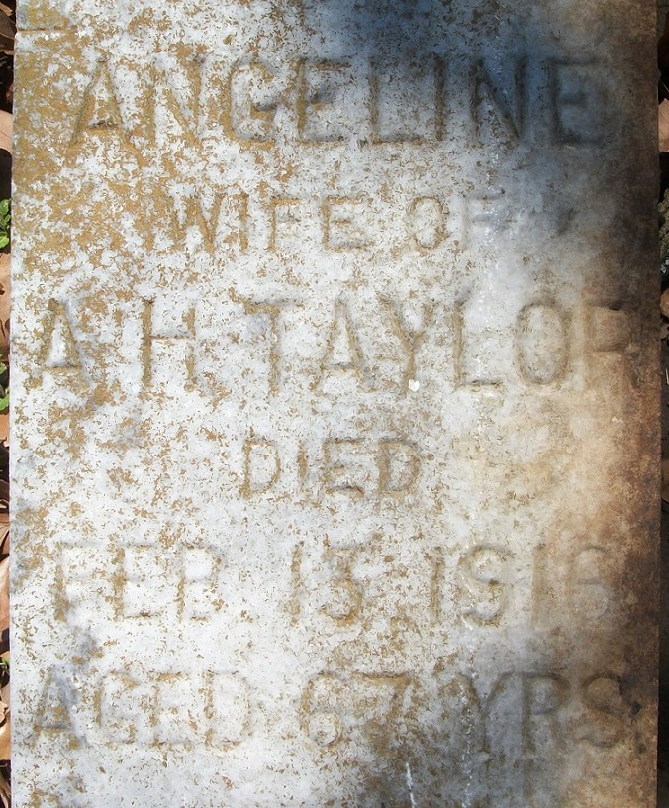 ANGELINE
WIFE OF
A H TAYLOR
DIED
FEB 13 1916
AGED 67 YRS